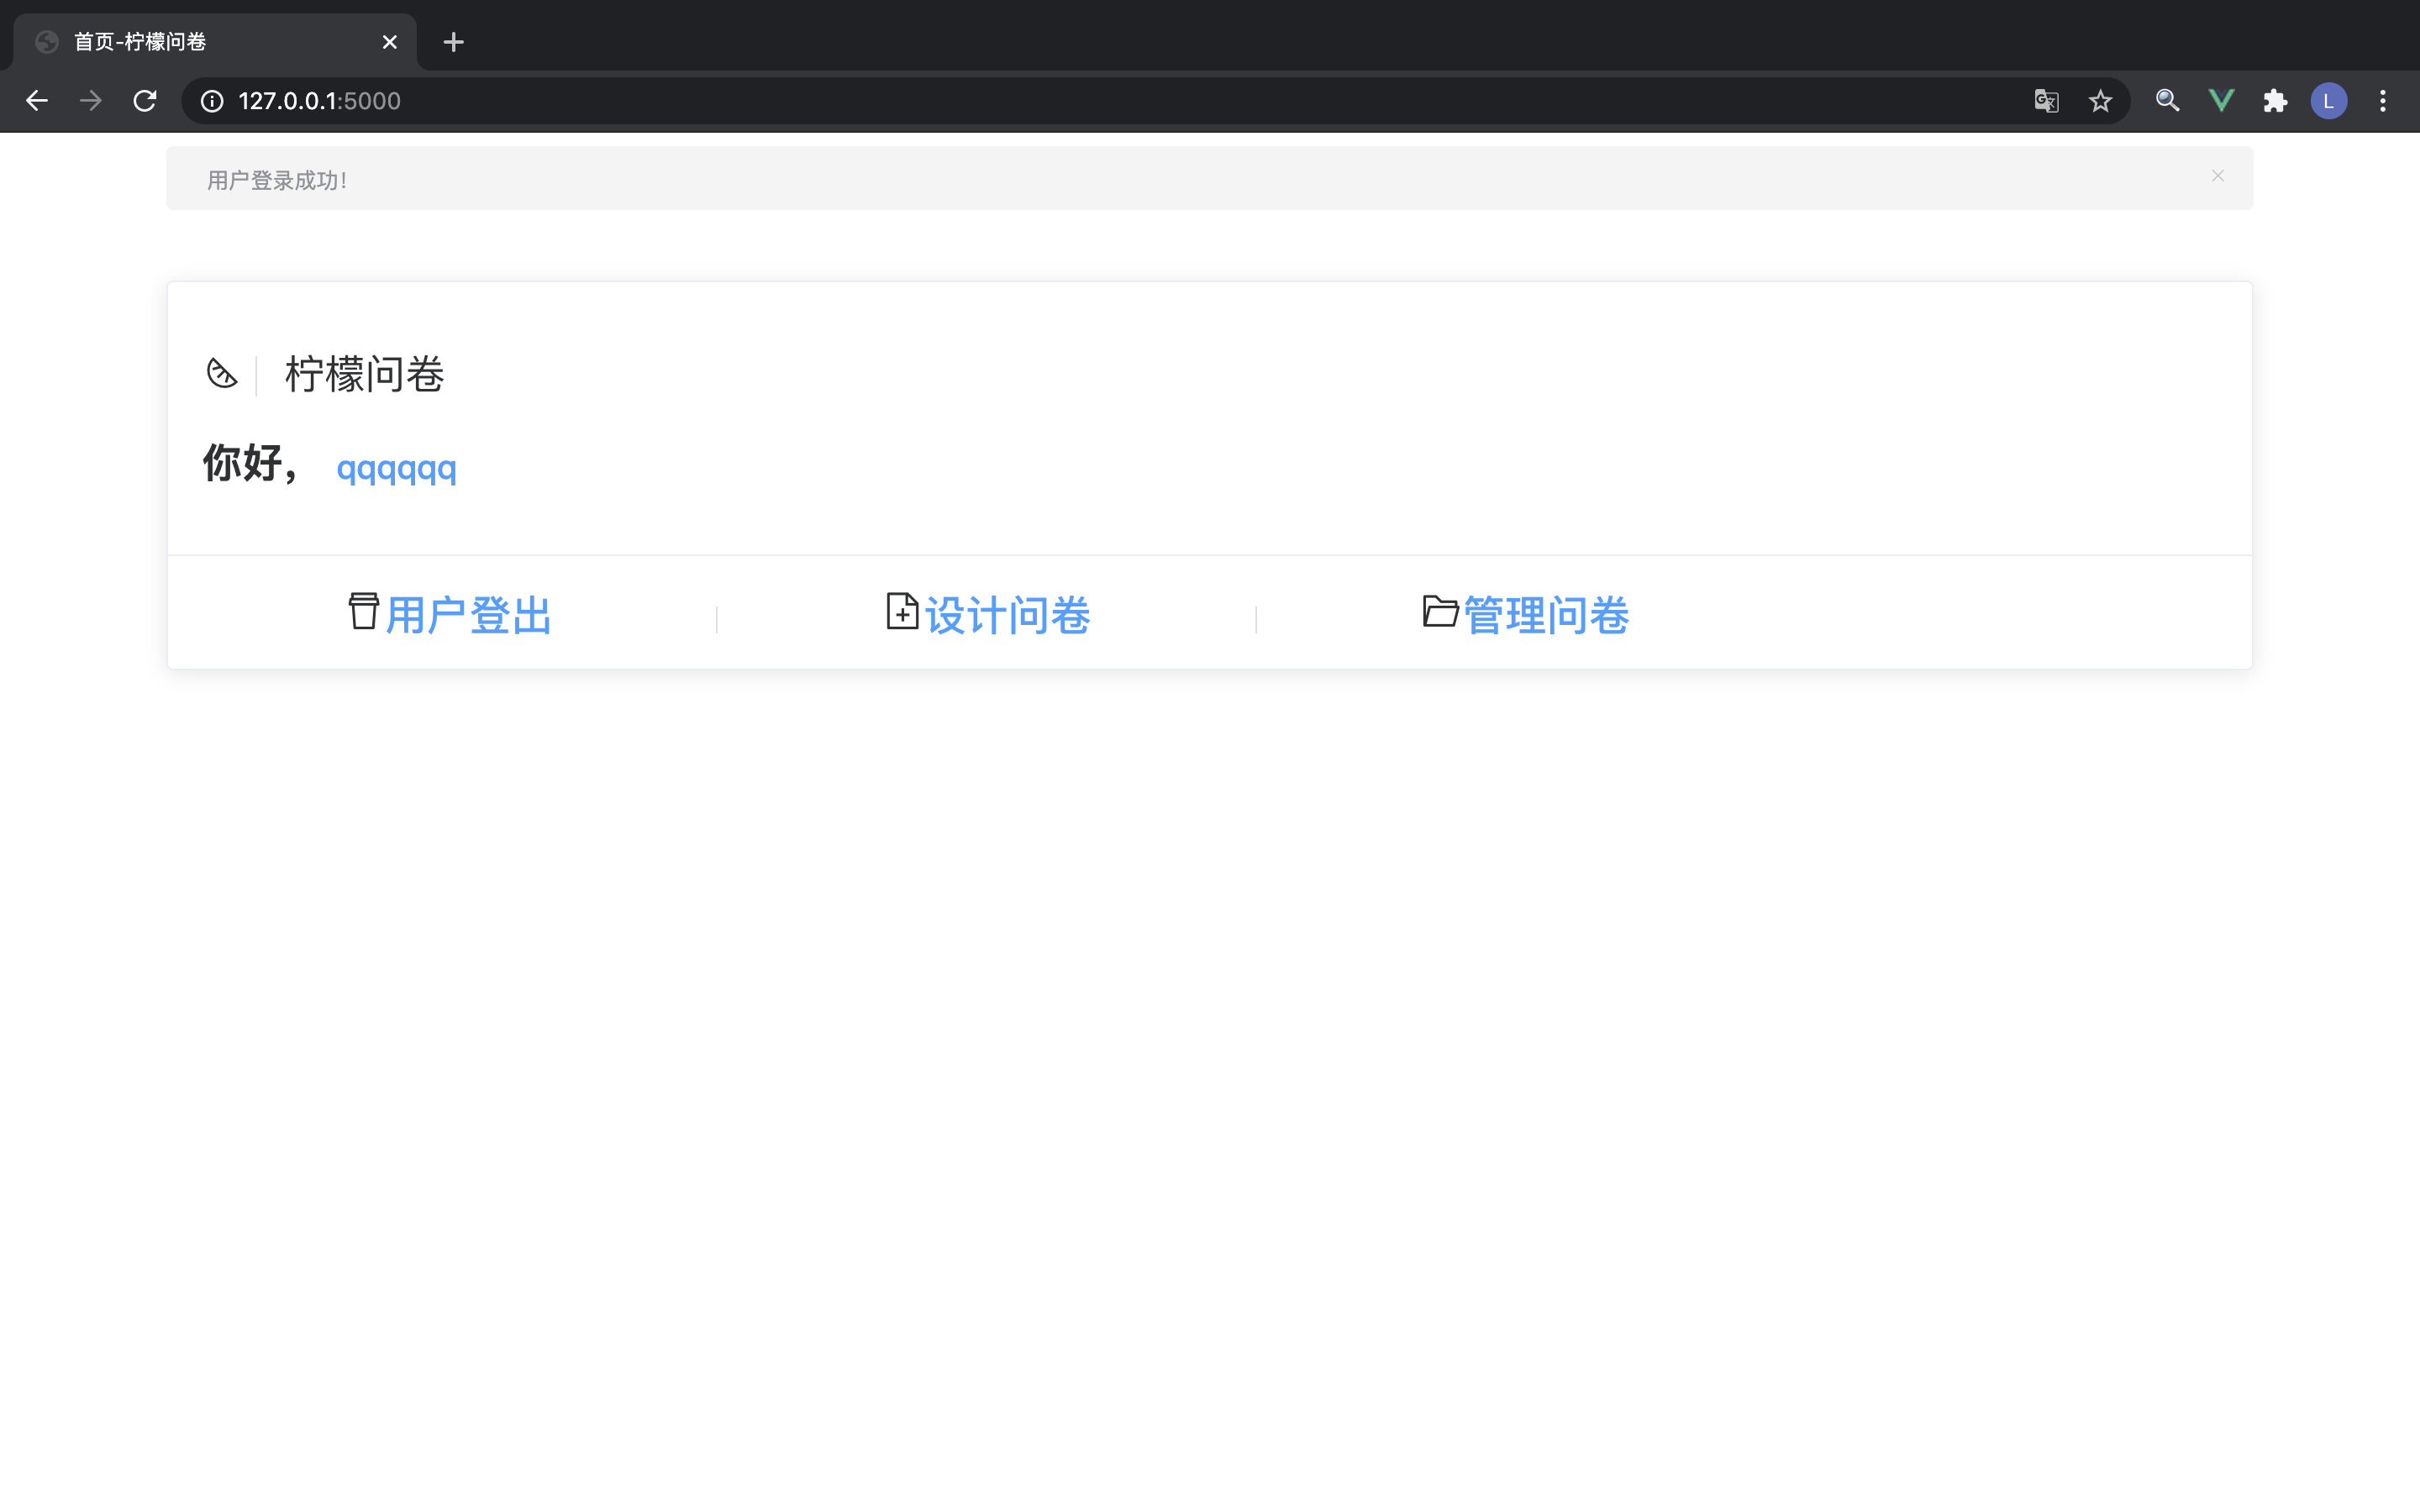 首页-柠檬问卷
127.0.0.1:5000
L
用户登录成功!
柠檬问卷
你好， qqqqqq
用户登出 设计问卷 管理问卷